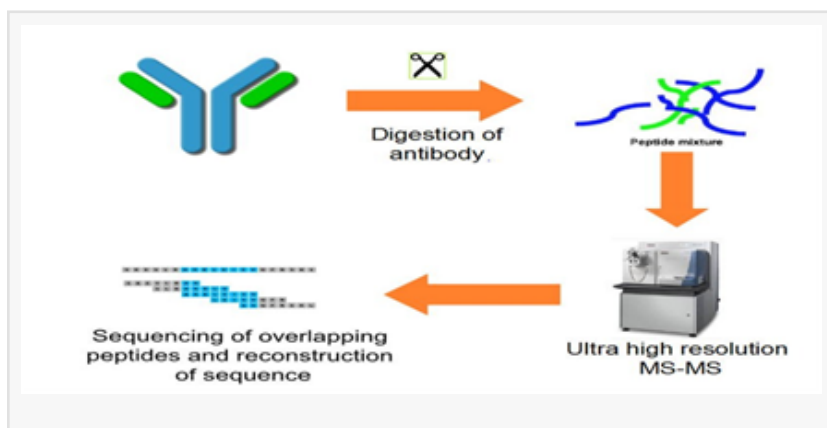 Digestion of
antibody.
Peptide mixture
Ultra high resolution
MS-MS
Sequencing of overlapping
peptides and reconstruction
of sequence